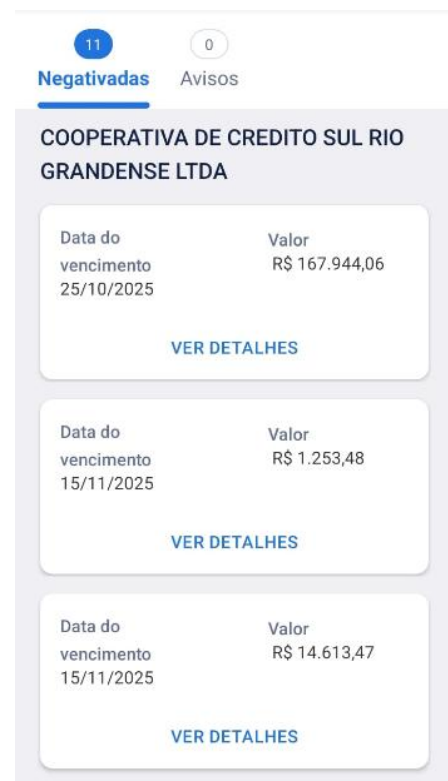 11
0
Negativadas Avisos
COOPERATIVA DE CREDITO SUL RIO
GRANDENSE LTDA
Data do
vencimento
25/10/2025
Valor
R$ 167.944,06
VER DETALHES
Data do
vencimento
15/11/2025
Valor
R$ 1.253,48
VER DETALHES
Data do
vencimento
15/11/2025
Valor
R$ 14.613,47
VER DETALHES